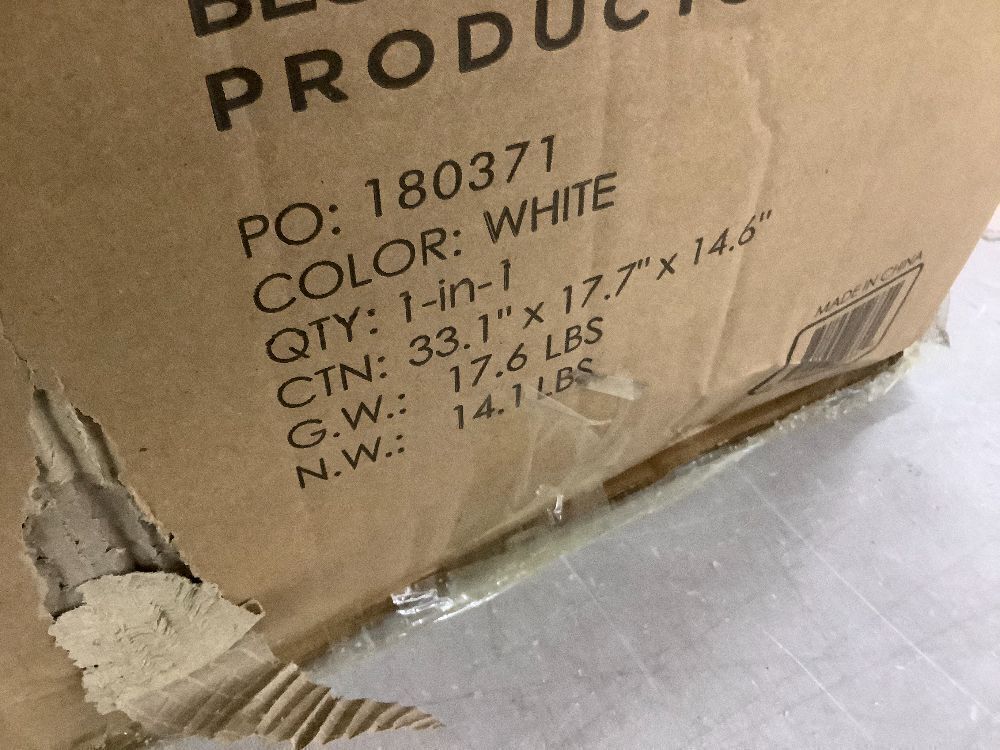 PRODUCTS
PO: 180371
COLOR: WHITE
QTY: 1-in-1
CTN: 33.1" x 17.7" x 14.6"
G.W.: 17.6 LBS
N.W.: 14.1 LBS
MADE IN CHINA